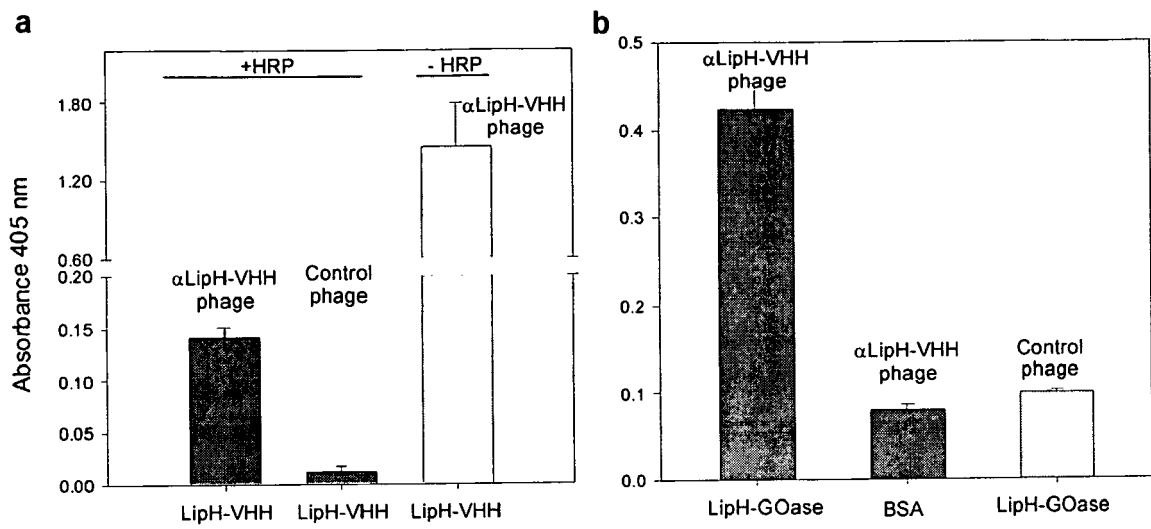 a
+HRP
- HRP
αLipH-VHH
phage
1.80
1.20
0.60
0.20
0.15
0.10
0.05
0.00
Absorbance 405 nm
αLipH-VHH
phage
Control
phage
LipH-VHH
LipH-VHH
LipH-VHH
b
0.5
0.4
0.3
0.2
0.1
0.0
αLipH-VHH
phage
αLipH-VHH
phage
Control
phage
LipH-GOase
BSA
LipH-GOase